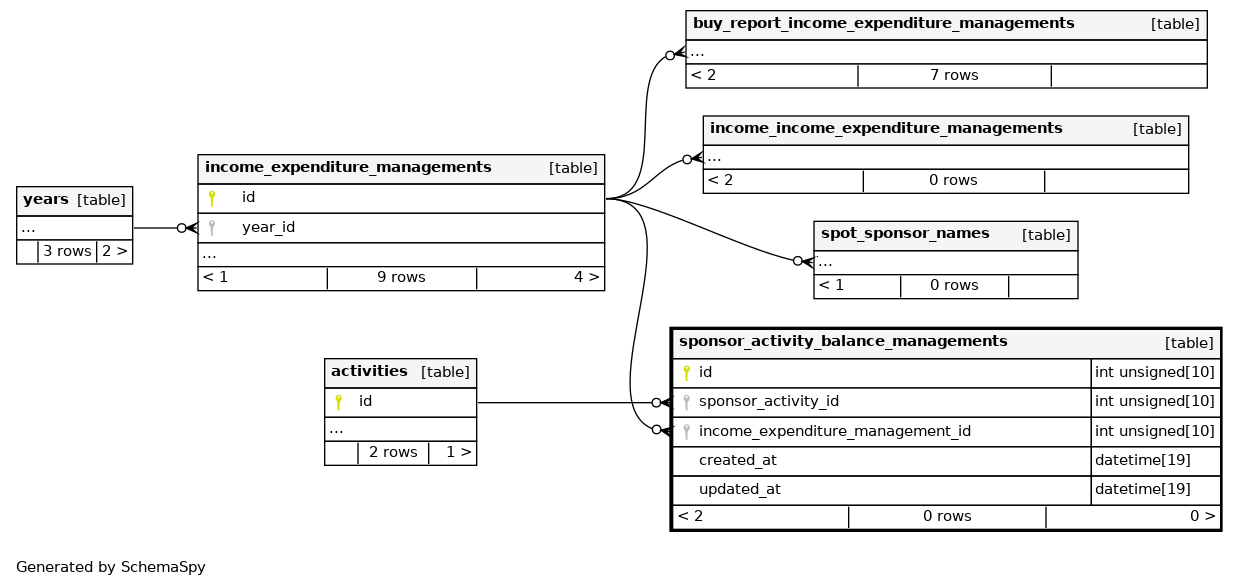 buy_report_income_expenditure_managements [table]
...
< 2 7 rows
income_income_expenditure_managements [table]
...
< 2 0 rows
income_expenditure_managements [table]
id
year_id
...
< 1 9 rows 4 >
years [table]
...
3 rows 2 >
spot_sponsor_names [table]
...
< 1 0 rows
sponsor_activity_balance_managements [table]
id int unsigned[10]
sponsor_activity_id int unsigned[10]
income_expenditure_management_id int unsigned[10]
created_at datetime[19]
updated_at datetime[19]
< 2 0 rows 0 >
activities [table]
id
...
2 rows 1 >
Generated by SchemaSpy